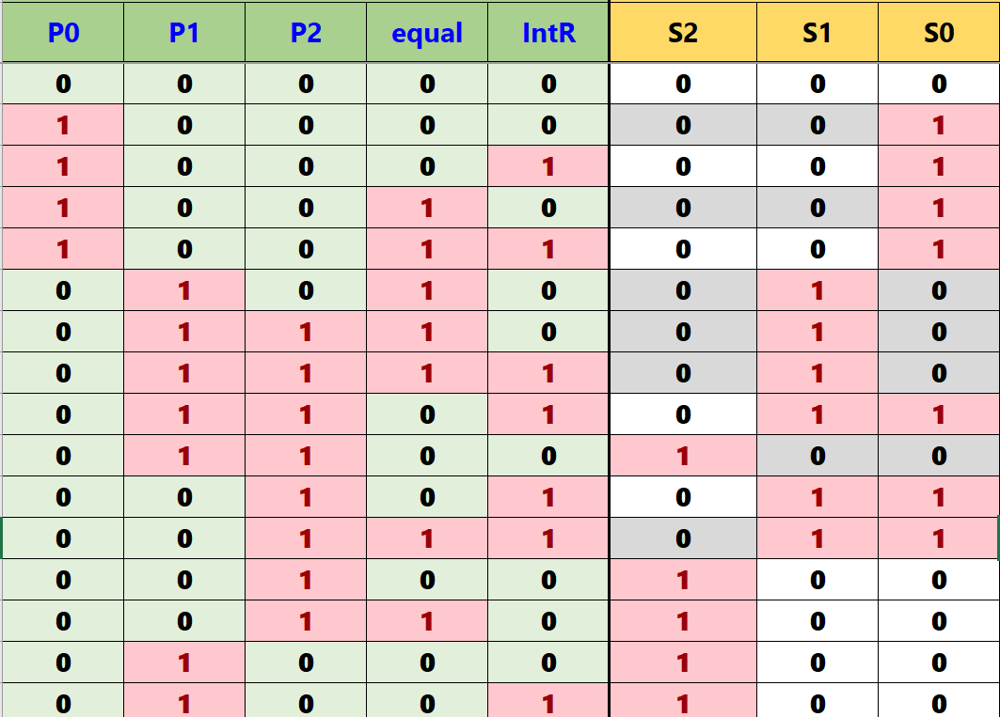 P0 P1 P2 equal IntR S2 S1 S0
0 0 0 0 0 0 0 0
1 0 0 0 0 0 0 1
1 0 0 0 1 0 0 1
1 0 0 1 0 0 0 1
1 0 0 1 1 0 0 1
0 1 0 1 0 0 1 0
0 1 1 1 0 0 1 0
0 1 1 1 1 0 1 0
0 1 1 0 1 0 1 1
0 1 1 0 0 1 0 0
0 0 1 0 1 0 1 1
0 0 1 1 1 0 1 1
0 0 1 0 0 1 0 0
0 0 1 1 0 1 0 0
0 1 0 0 0 1 0 0
0 1 0 0 1 1 0 0